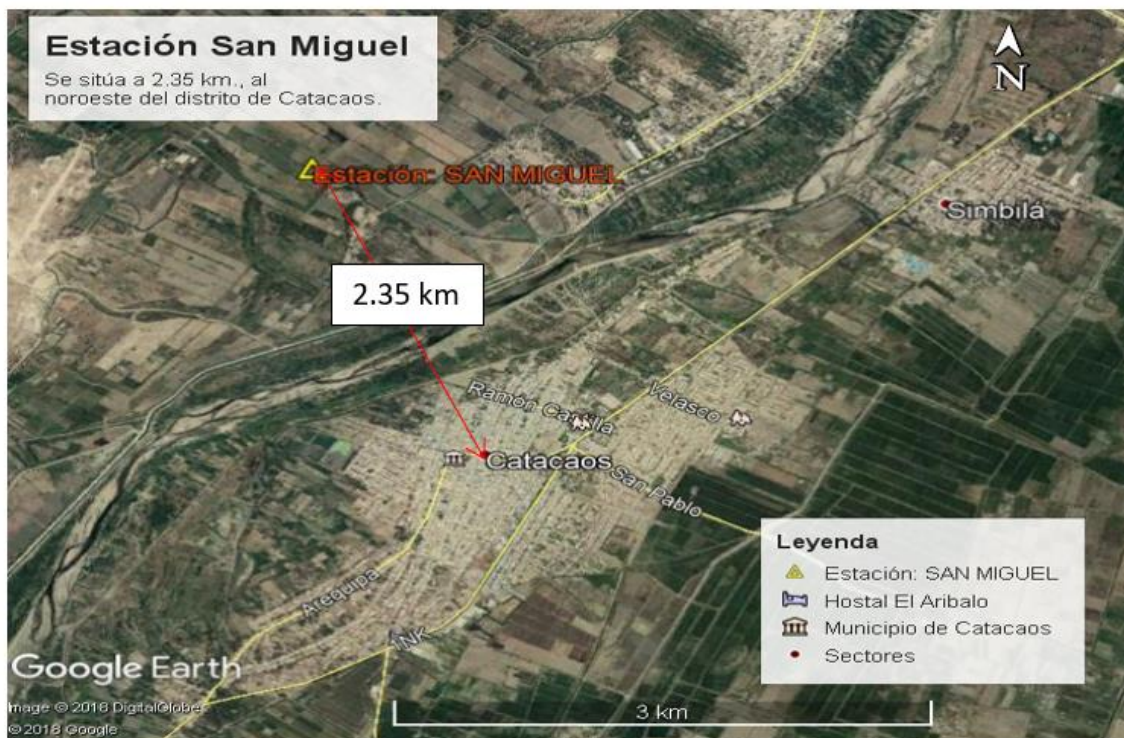 Estación San Miguel
Se sitúa a 2.35 km., al
noroeste del distrito de Catacaos.
N
Estación: SAN MIGUEL
Simbilá
2.35 km
Ramón Castilla
Velasco
Catacaos
San Pablo
Arequipa
1NK
Leyenda
Estación: SAN MIGUEL
Hostal El Aribalo
Municipio de Catacaos
Sectores
Google Earth
Image © 2018 DigitalGlobe
© 2018 Google
3 km